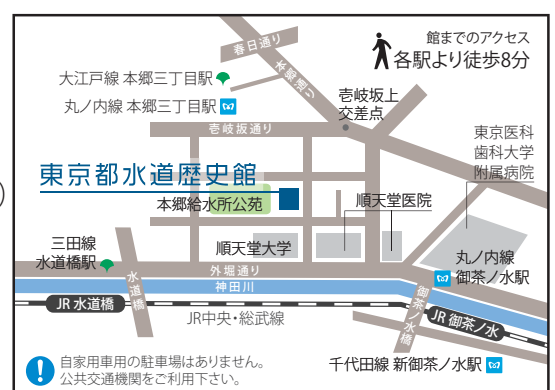 館までのアクセス
各駅より徒歩8分
春日通り
本郷通り
大江戸線 本郷三丁目駅
丸ノ内線 本郷三丁目駅
壱岐坂上
交差点
壱岐坂通り
東京医科
歯科大学
附属病院
東京都水道歴史館
本郷給水所公苑
順天堂医院
三田線
水道橋駅
順天堂大学
丸ノ内線
御茶ノ水駅
外堀通り
水道橋
神田川
御茶ノ水橋
JR 水道橋
JR中央・総武線
JR 御茶ノ水
自家用車用の駐車場はありません。
公共交通機関をご利用下さい。
千代田線 新御茶ノ水駅